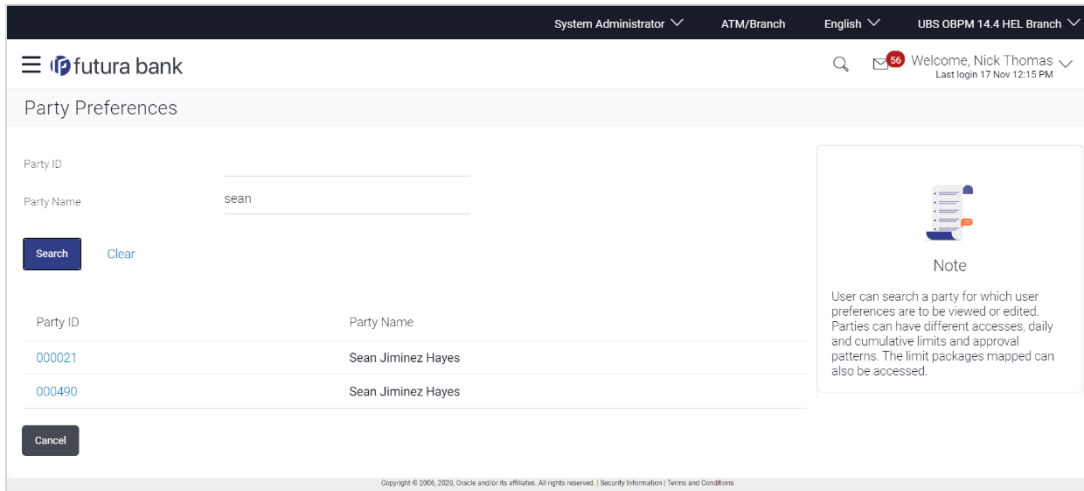 System Administrator ATM/Branch English UBS OBPM 14.4 HEL Branch
futura bank 56 Welcome, Nick Thomas
Last login 17 Nov 12:15 PM
Party Preferences
Party ID
Party Name sean
Search Clear
Party ID Party Name
000021 Sean Jiminez Hayes
000490 Sean Jiminez Hayes
Cancel
Note
User can search a party for which user
preferences are to be viewed or edited.
Parties can have different accesses, daily
and cumulative limits and approval
patterns. The limit packages mapped can
also be accessed.
Copyright © 2006, 2020, Oracle and/or its affiliates. All rights reserved. | Security Information | Terms and Conditions